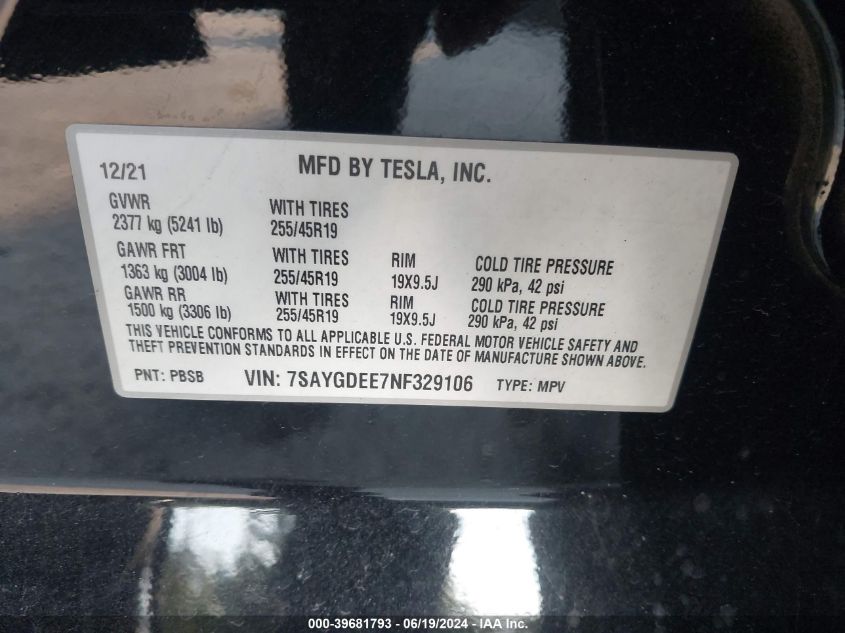 12/21 MFD BY TESLA, INC.
GVWR
2377 kg (5241 lb) WITH TIRES 255/45R19
GAWR FRT
1363 kg (3004 lb) WITH TIRES 255/45R19 RIM 19X9.5J COLD TIRE PRESSURE 290 kPa, 42 psi
GAWR RR
1500 kg (3306 lb) WITH TIRES 255/45R19 RIM 19X9.5J COLD TIRE PRESSURE 290 kPa, 42 psi
THIS VEHICLE CONFORMS TO ALL APPLICABLE U.S. FEDERAL MOTOR VEHICLE SAFETY AND
THEFT PREVENTION STANDARDS IN EFFECT ON THE DATE OF MANUFACTURE SHOWN ABOVE.
PNT: PBSB VIN: 7SAYGDEE7NF329106 TYPE: MPV
000-39681793 - 06/19/2024 - IAA Inc.